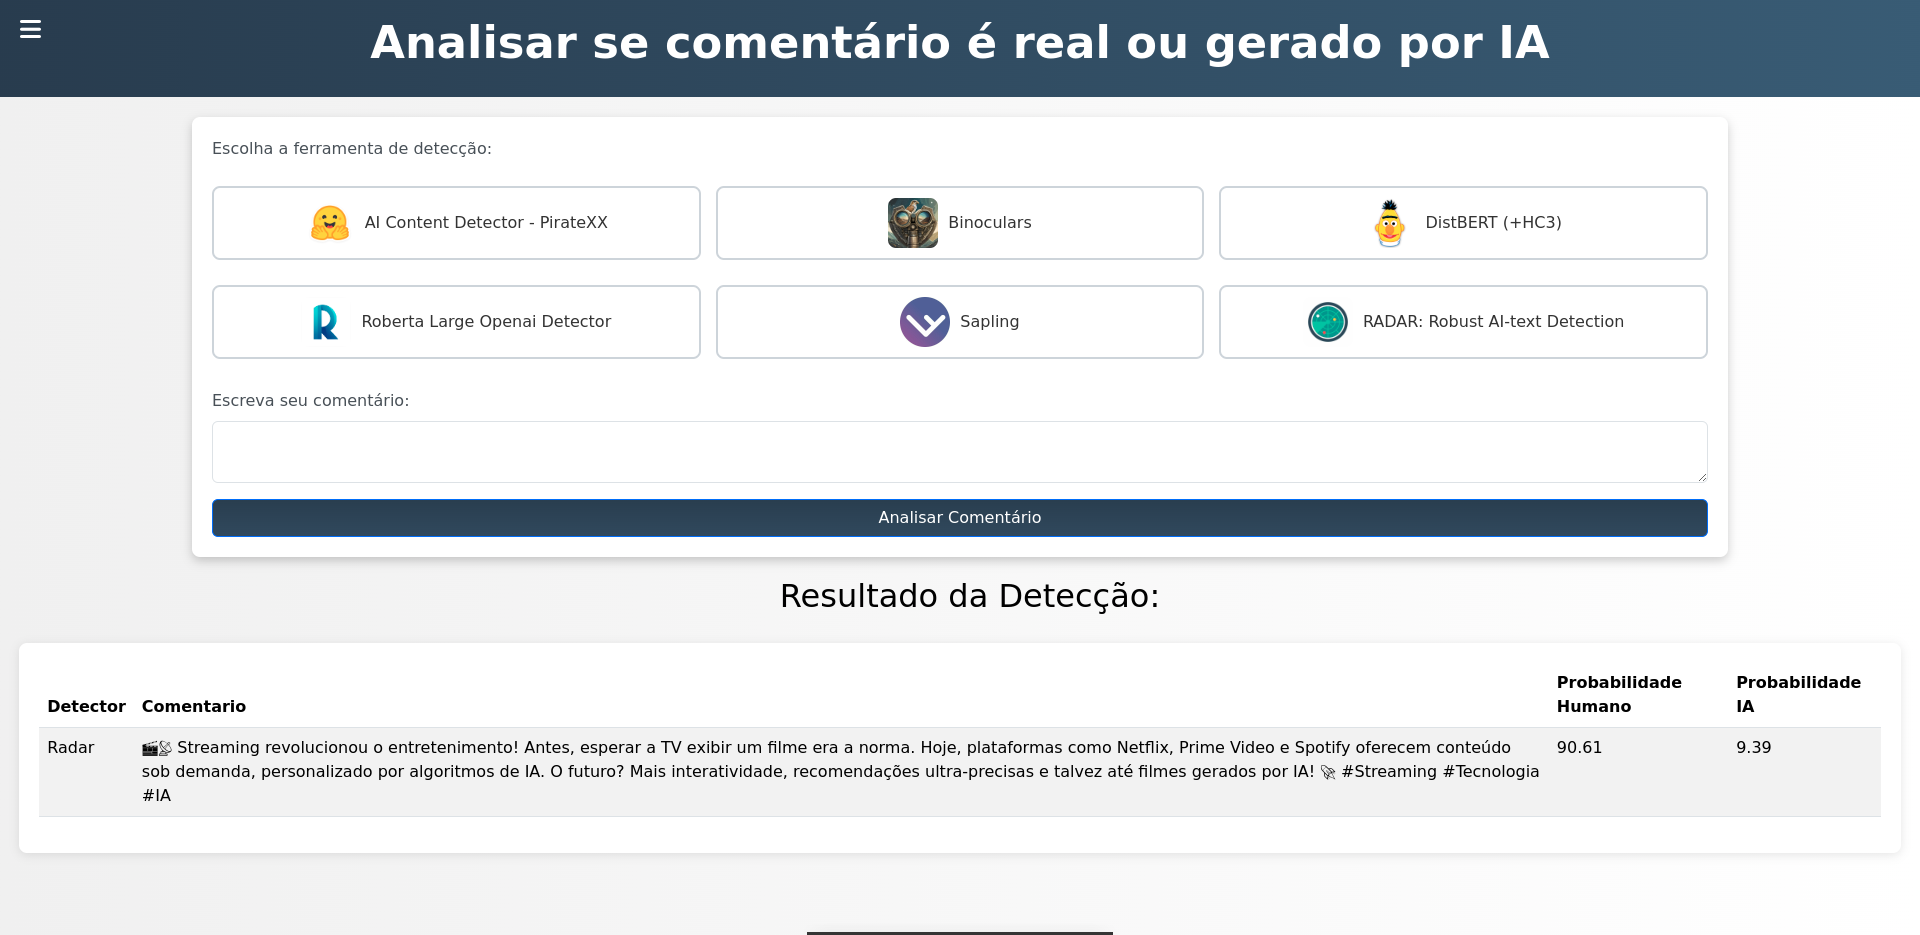 Analisar se comentário é real ou gerado por IA
Escolha a ferramenta de detecção:
AI Content Detector - PirateXX
Binoculars
DistBERT (+HC3)
Roberta Large Openai Detector
Sapling
RADAR: Robust AI-text Detection
Escreva seu comentário:
Analisar Comentário
Resultado da Detecção:
Detector Comentario Probabilidade Humano Probabilidade IA
Radar 🎬📡 Streaming revolucionou o entretenimento! Antes, esperar a TV exibir um filme era a norma. Hoje, plataformas como Netflix, Prime Video e Spotify oferecem conteúdo 90.61 9.39
sob demanda, personalizado por algoritmos de IA. O futuro? Mais interatividade, recomendações ultra-precisas e talvez até filmes gerados por IA! 🚀 #Streaming #Tecnologia
#IA